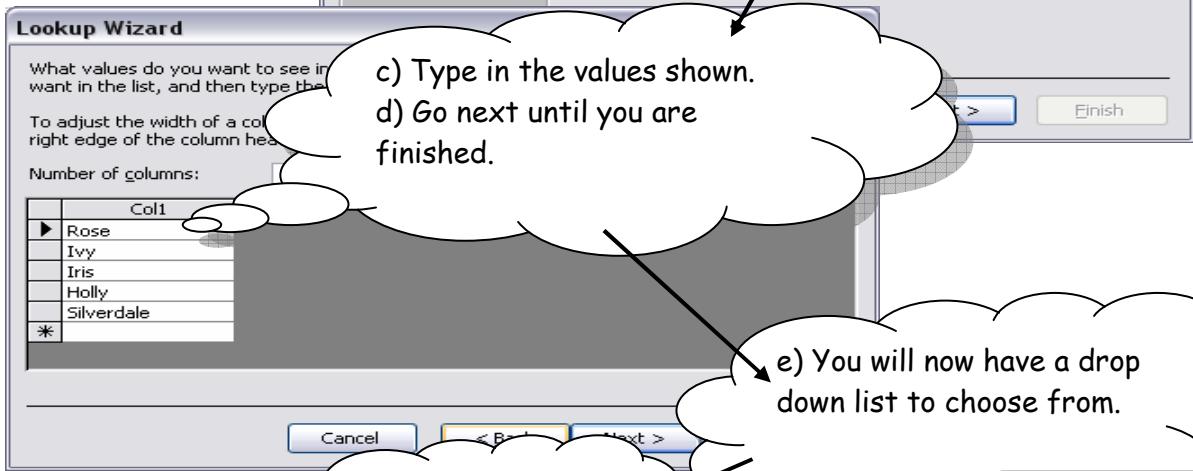 Lookup Wizard
What values do you want to see in
want in the list, and then type the
To adjust the width of a col
right edge of the column hea
Number of columns:
Col1
Rose
Ivy
Iris
Holly
Silverdale
c) Type in the values shown.
d) Go next until you are
finished.
>
Finish
e) You will now have a drop
down list to choose from.
Cancel
< Ba
Next >